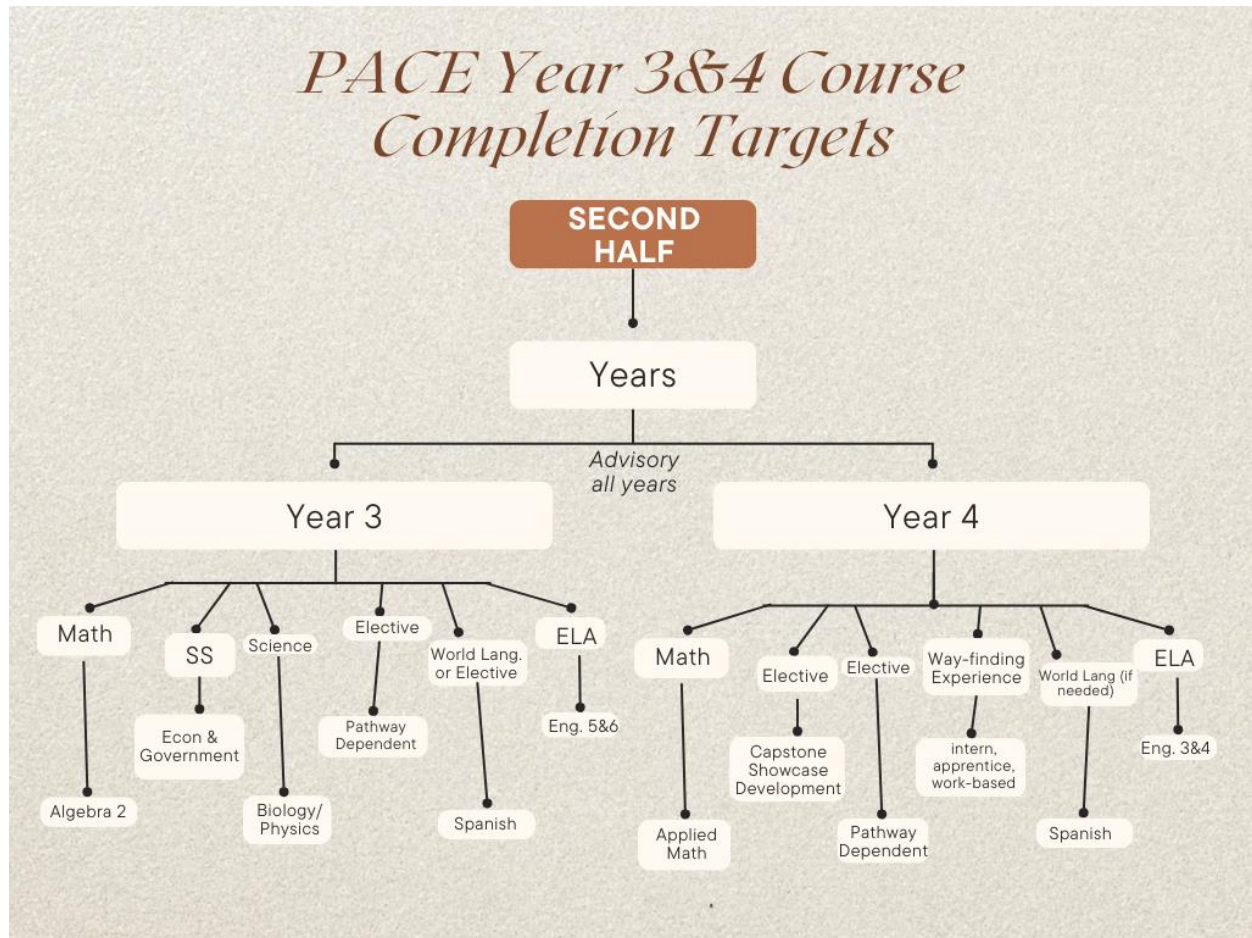 PACE Year 3&4 Course
Completion Targets
SECOND
HALF
Years
Advisory
all years
Year 3
Year 4
Math
SS
Science
Elective
World Lang.
or Elective
ELA
Algebra 2
Econ &
Government
Biology/
Physics
Pathway
Dependent
Spanish
Eng. 5&6
Math
Elective
Elective
Way-finding
Experience
World Lang (if
needed)
ELA
Applied
Math
Capstone
Showcase
Development
Pathway
Dependent
intern,
apprentice,
work-based
Spanish
Eng. 3&4